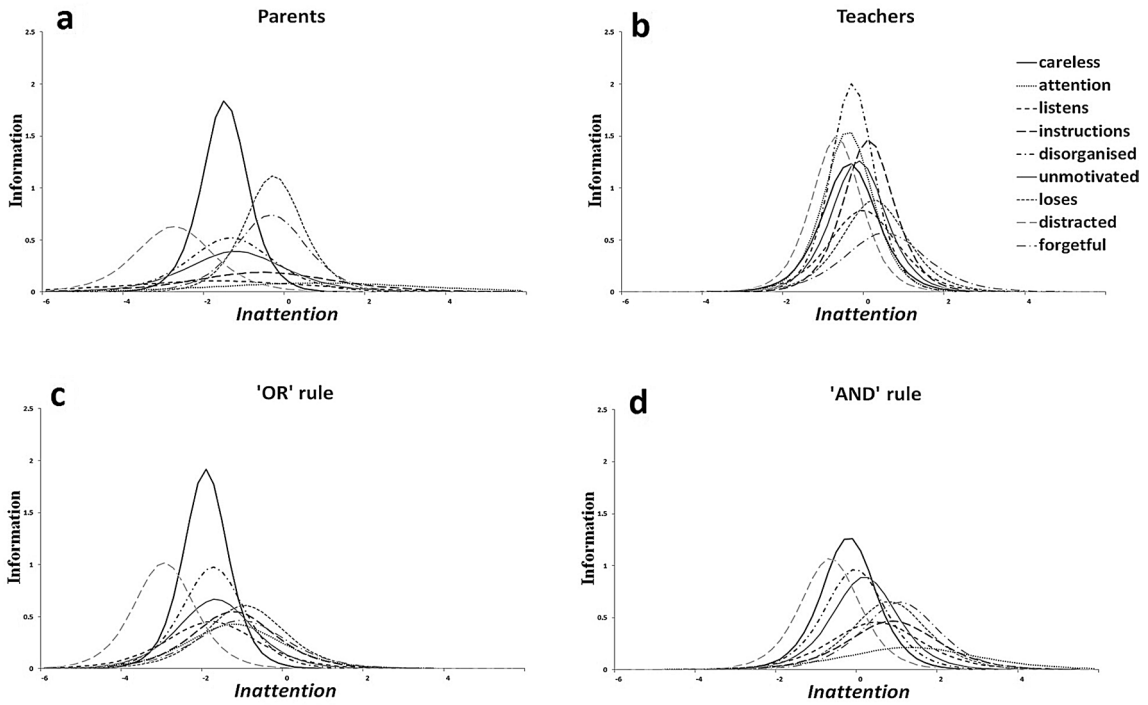 a
Parents
2.5
2
1.5
1
0.5
0
Information
-6
-4
-2
0
2
4
Inattention
b
Teachers
2.5
2
1.5
1
0.5
0
Information
-6
-4
-2
0
2
4
Inattention
careless
attention
listens
instructions
disorganised
unmotivated
loses
distracted
forgetful
c
'OR' rule
2.5
2
1.5
1
0.5
0
Information
-6
-4
-2
0
2
4
Inattention
d
'AND' rule
2.5
2
1.5
1
0.5
0
Information
-6
-4
-2
0
2
4
Inattention